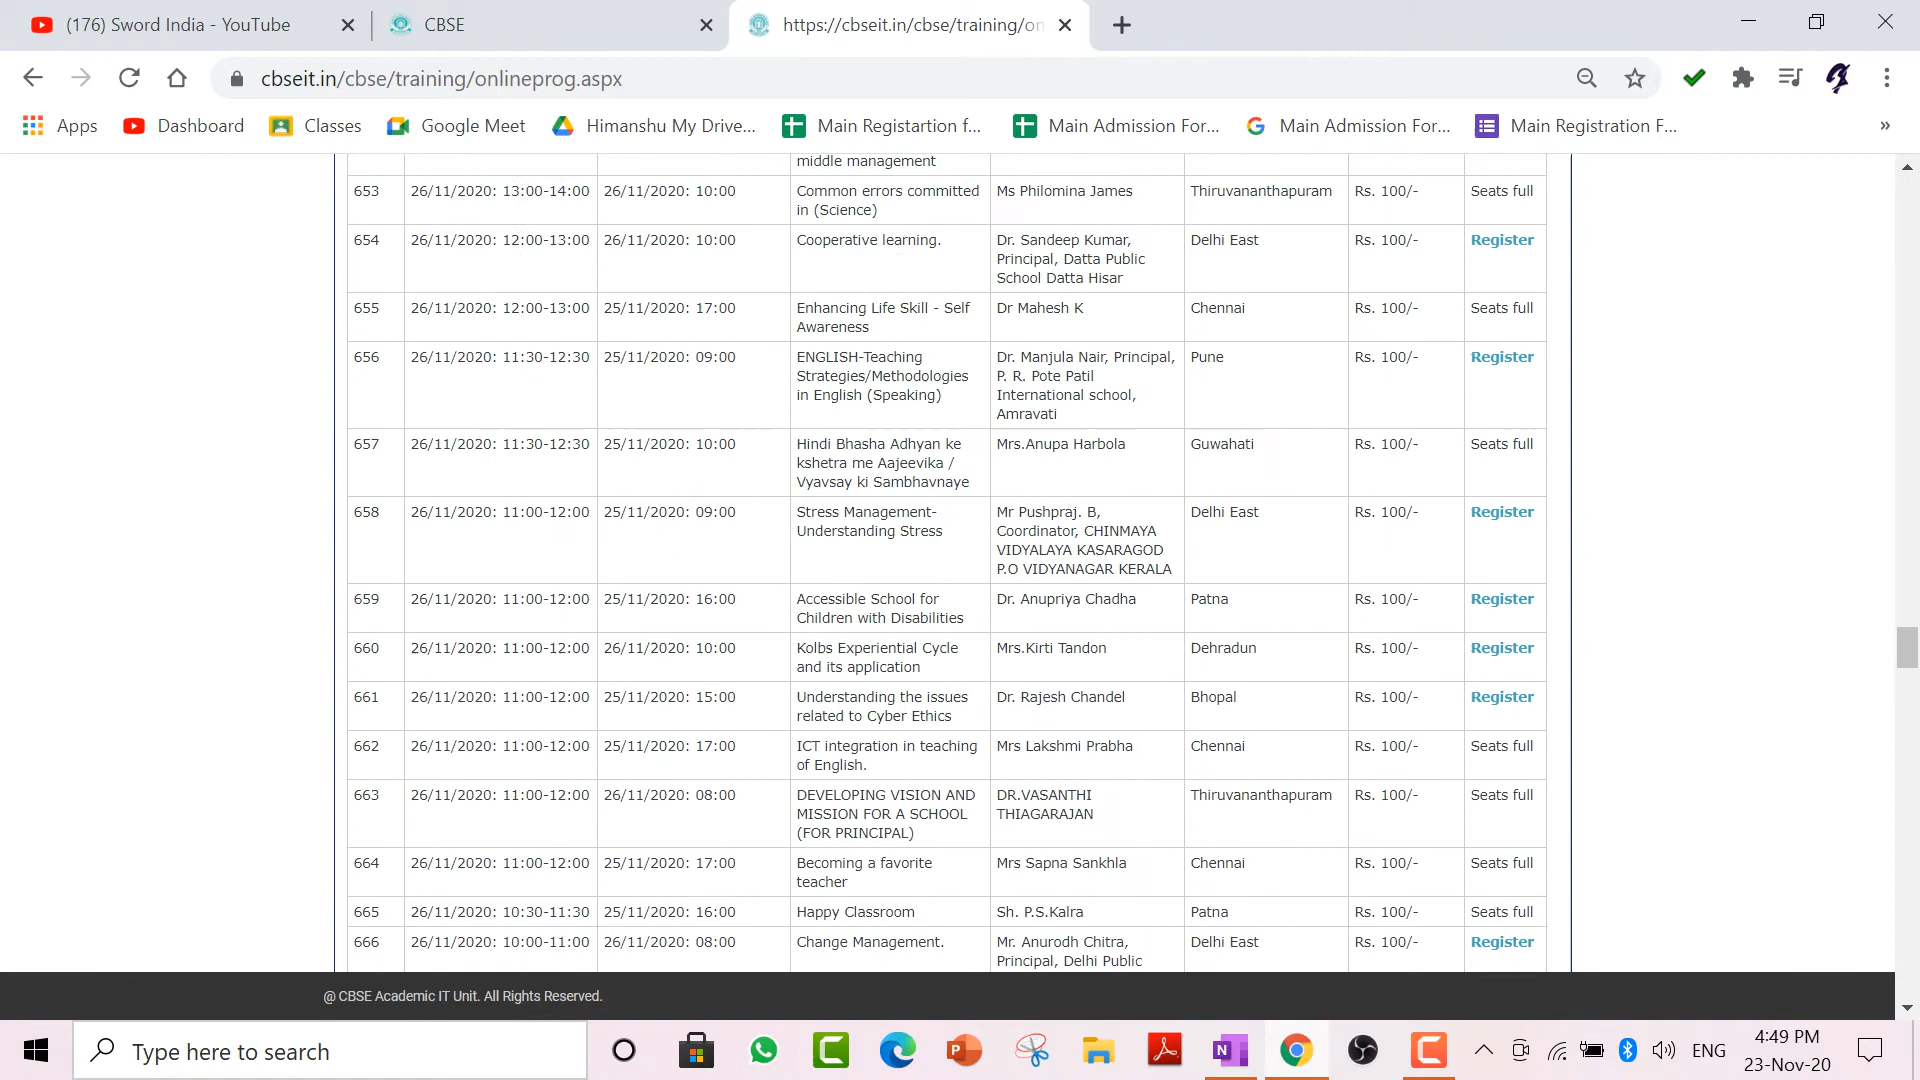 (176) Sword India - YouTube
CBSE
https://cbseit.in/cbse/training/on
cbseit.in/cbse/training/onlineprog.aspx
Apps
Dashboard
Classes
Google Meet
Himanshu My Drive...
Main Registartion f...
Main Admission For...
Main Admission For...
Main Registration F...
»
middle management
653 26/11/2020: 13:00-14:00 26/11/2020: 10:00 Common errors committed Ms Philomina James Thiruvananthapuram Rs. 100/- Seats full
in (Science)
654 26/11/2020: 12:00-13:00 26/11/2020: 10:00 Cooperative learning. Dr. Sandeep Kumar, Delhi East Rs. 100/- Register
Principal, Datta Public
School Datta Hisar
655 26/11/2020: 12:00-13:00 25/11/2020: 17:00 Enhancing Life Skill - Self Dr Mahesh K Chennai Rs. 100/- Seats full
Awareness
656 26/11/2020: 11:30-12:30 25/11/2020: 09:00 ENGLISH-Teaching Dr. Manjula Nair, Principal, Pune Rs. 100/- Register
Strategies/Methodologies P. R. Pote Patil
in English (Speaking) International school,
Amravati
657 26/11/2020: 11:30-12:30 25/11/2020: 10:00 Hindi Bhasha Adhyan ke Mrs.Anupa Harbola Guwahati Rs. 100/- Seats full
kshetra me Aajeevika /
Vyavsay ki Sambhavnaye
658 26/11/2020: 11:00-12:00 25/11/2020: 09:00 Stress Management- Mr Pushpraj. B, Delhi East Rs. 100/- Register
Understanding Stress Coordinator, CHINMAYA
VIDYALAYA KASARAGOD
P.O VIDYANAGAR KERALA
659 26/11/2020: 11:00-12:00 25/11/2020: 16:00 Accessible School for Dr. Anupriya Chadha Patna Rs. 100/- Register
Children with Disabilities
660 26/11/2020: 11:00-12:00 26/11/2020: 10:00 Kolbs Experiential Cycle Mrs.Kirti Tandon Dehradun Rs. 100/- Register
and its application
661 26/11/2020: 11:00-12:00 25/11/2020: 15:00 Understanding the issues Dr. Rajesh Chandel Bhopal Rs. 100/- Register
related to Cyber Ethics
662 26/11/2020: 11:00-12:00 25/11/2020: 17:00 ICT integration in teaching Mrs Lakshmi Prabha Chennai Rs. 100/- Seats full
of English.
663 26/11/2020: 11:00-12:00 26/11/2020: 08:00 DEVELOPING VISION AND DR.VASANTHI Thiruvananthapuram Rs. 100/- Seats full
MISSION FOR A SCHOOL THIAGARAJAN
(FOR PRINCIPAL)
664 26/11/2020: 11:00-12:00 25/11/2020: 17:00 Becoming a favorite Mrs Sapna Sankhla Chennai Rs. 100/- Seats full
teacher
665 26/11/2020: 10:30-11:30 25/11/2020: 16:00 Happy Classroom Sh. P.S.Kalra Patna Rs. 100/- Seats full
666 26/11/2020: 10:00-11:00 26/11/2020: 08:00 Change Management. Mr. Anurodh Chitra, Delhi East Rs. 100/- Register
Principal, Delhi Public
@ CBSE Academic IT Unit. All Rights Reserved.
Type here to search
ENG
4:49 PM
23-Nov-20